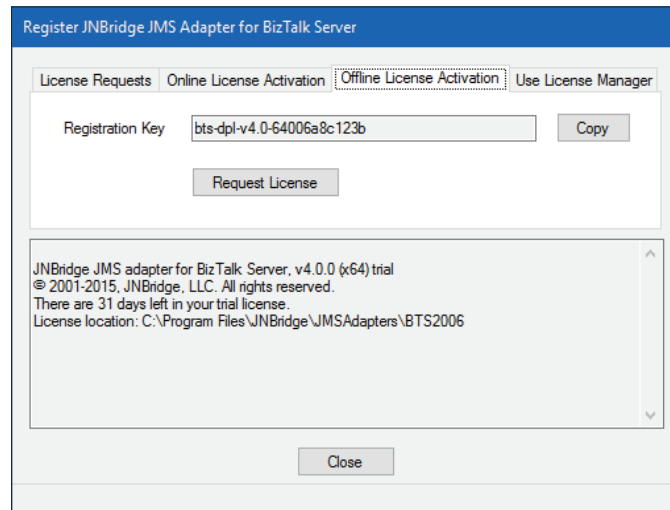 Register JNBridge JMS Adapter for BizTalk Server
License Requests Online License Activation Offline License Activation Use License Manager
Registration Key bts-dpl-v4.0-64006a8c123b Copy
Request License
JNBridge JMS adapter for BizTalk Server, v4.0.0 (x64) trial
© 2001-2015, JNBridge, LLC. All rights reserved.
There are 31 days left in your trial license.
License location: C:\Program Files\JNBridge\JMSAdapters\BTS2006
Close